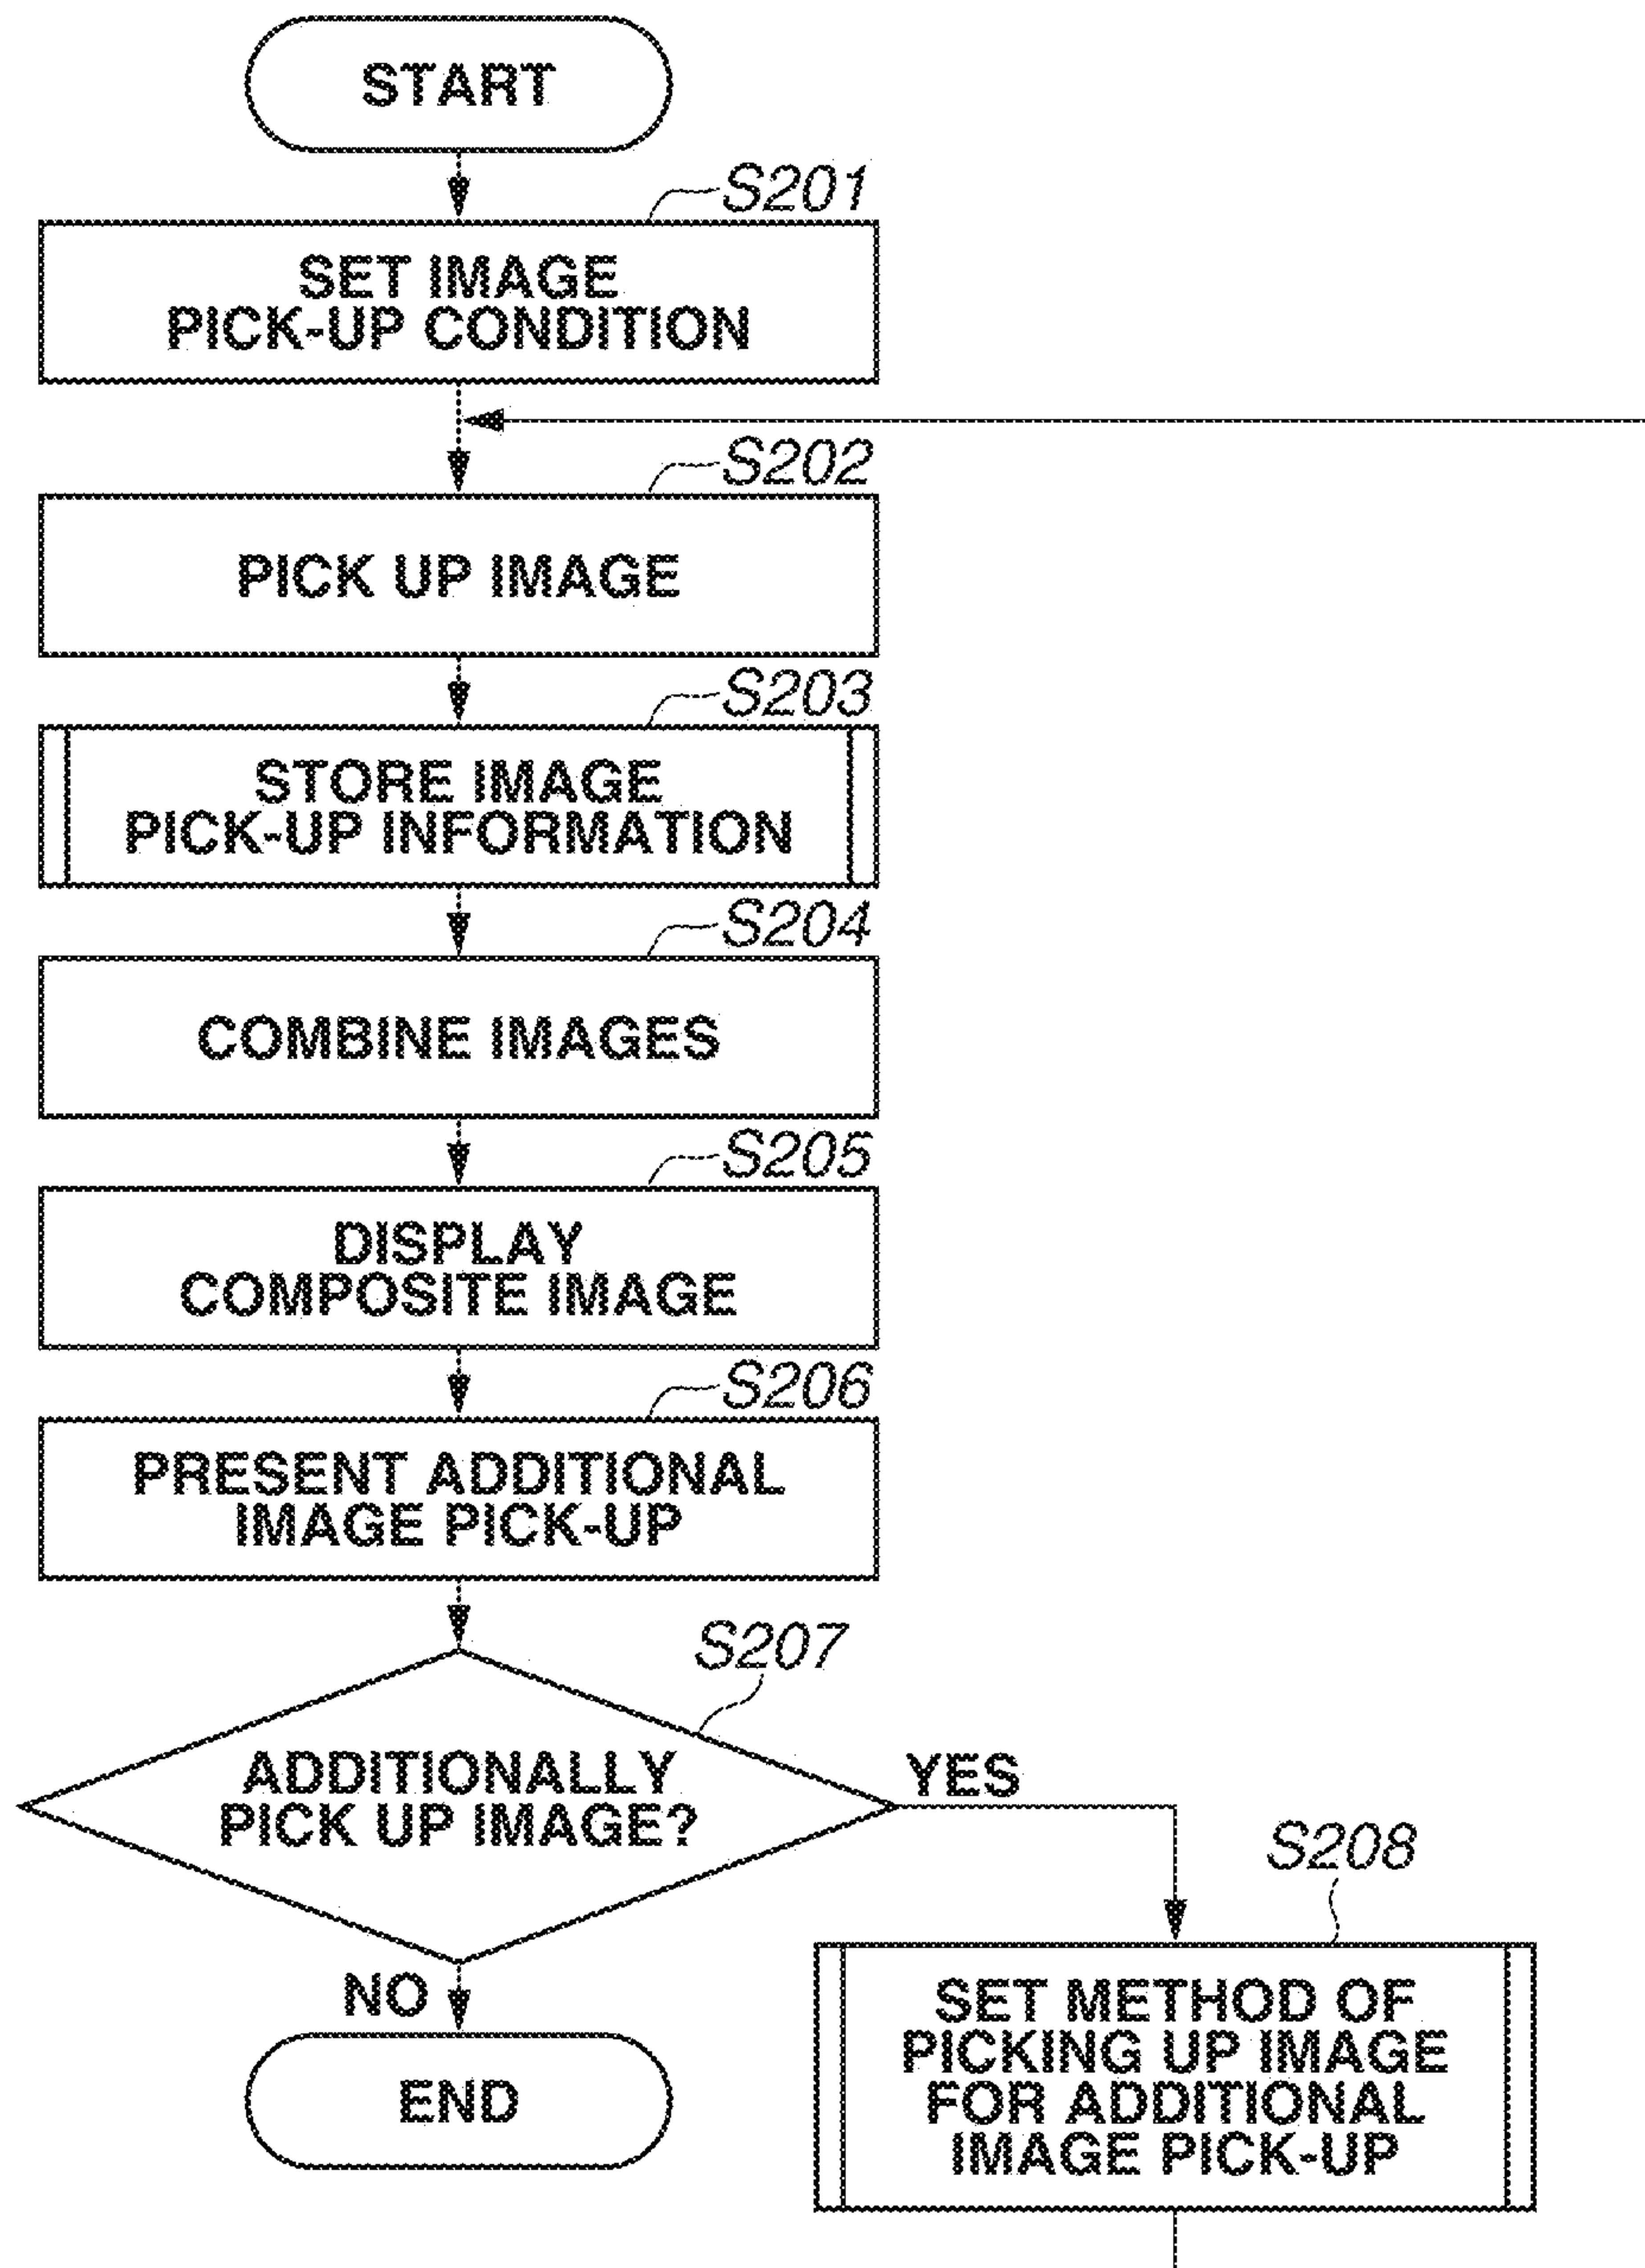 START
S201
SET IMAGE
PICK-UP CONDITION
S202
PICK UP IMAGE
S203
STORE IMAGE
PICK-UP INFORMATION
S204
COMBINE IMAGES
S205
DISPLAY
COMPOSITE IMAGE
S206
PRESENT ADDITIONAL
IMAGE PICK-UP
S207
ADDITIONALLY
PICK UP IMAGE?
YES
NO
END
S208
SET METHOD OF
PICKING UP IMAGE
FOR ADDITIONAL
IMAGE PICK-UP